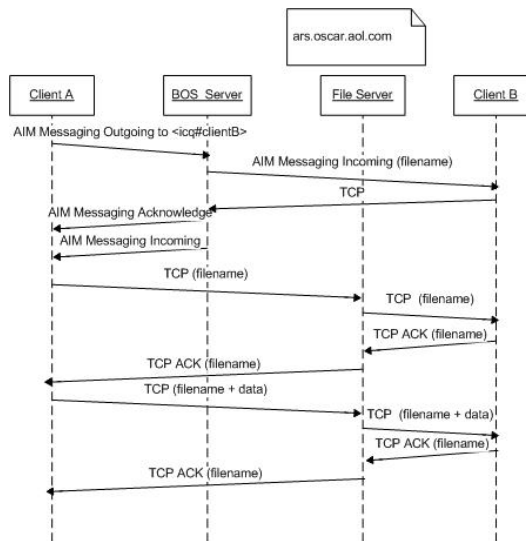 ars.oscar.aol.com
Client A
BOS Server
File Server
Client B
AIM Messaging Outgoing to <icq#clientB>
AIM Messaging Incoming (filename)
TCP
AIM Messaging Acknowledge
AIM Messaging Incoming
TCP (filename)
TCP (filename)
TCP ACK (filename)
TCP ACK (filename)
TCP (filename + data)
TCP (filename + data)
TCP ACK (filename)
TCP ACK (filename)